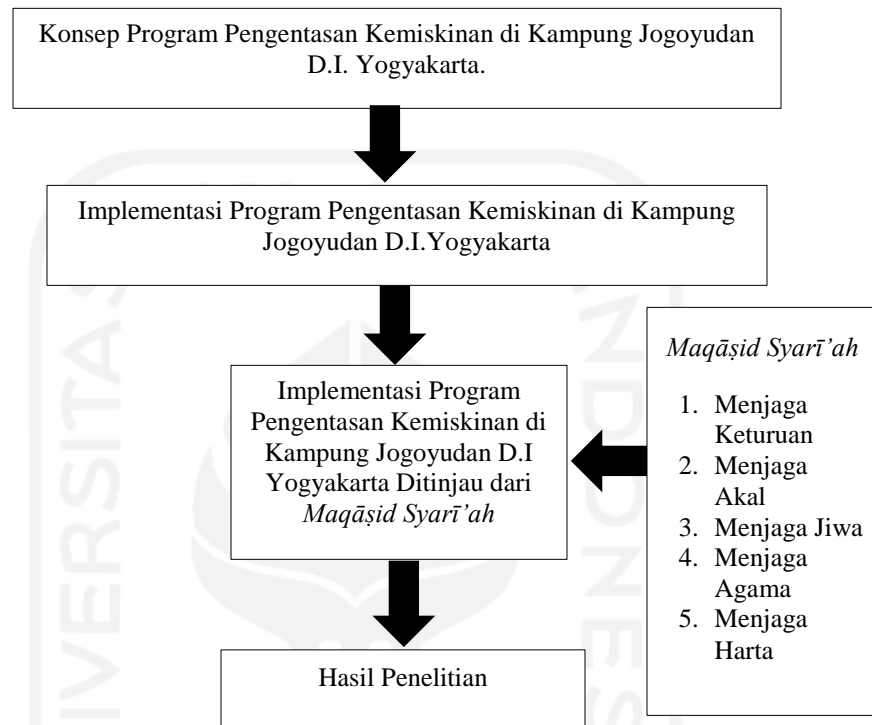 Konsep Program Pengentasan Kemiskinan di Kampung Jogoyudan
D.I. Yogyakarta.
Implementasi Program Pengentasan Kemiskinan di Kampung
Jogoyudan D.I.Yogyakarta
Implementasi Program
Pengentasan Kemiskinan di
Kampung Jogoyudan D.I
Yogyakarta Ditinjau dari
Maqāṣid Syarī’ah
Maqāṣid Syarī’ah
1. Menjaga
Keturuan
2. Menjaga
Akal
3. Menjaga Jiwa
4. Menjaga
Agama
5. Menjaga
Harta
Hasil Penelitian